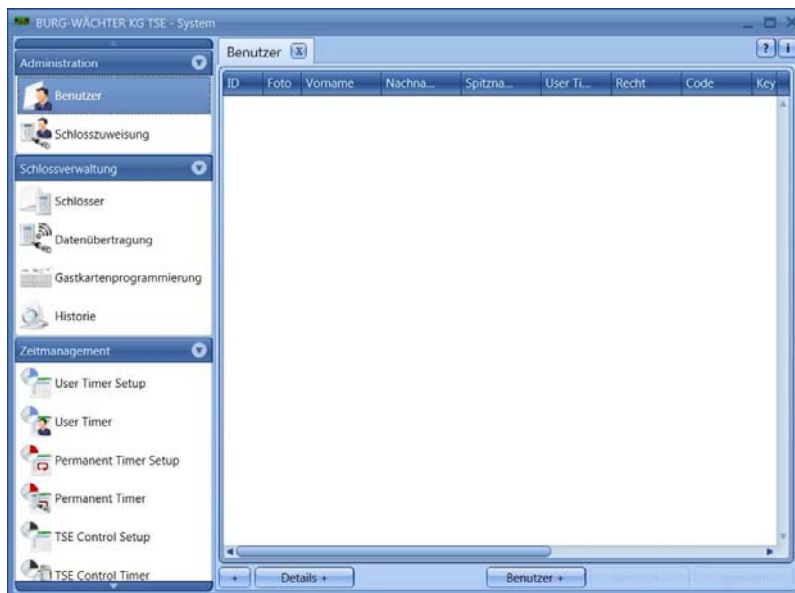 BURG-WÄCHTER KG TSE - System
Administration
Benutzer
Schlosszuweisung
Schlossverwaltung
Schlösser
Datenübertragung
Gastkartenprogrammierung
Historie
Zeitmanagement
User Timer Setup
User Timer
Permanent Timer Setup
Permanent Timer
TSE Control Setup
TSE Control Timer
Benutzer X ? i
ID Foto Vorname Nachna... Spitzna... User Ti... Recht Code Key
+ Details + Benutzer +